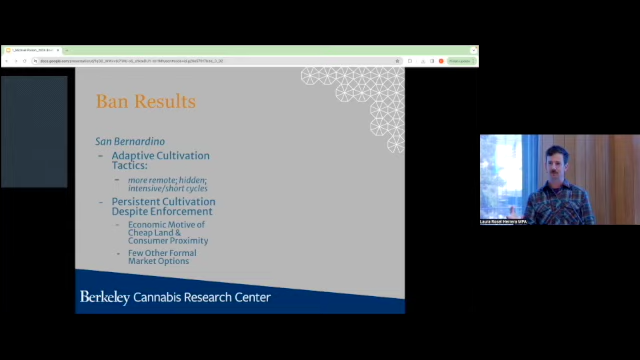 Ban Results
San Bernardino
- Adaptive Cultivation
Tactics:
- more remote; hidden;
intensive/short cycles
- Persistent Cultivation
Despite Enforcement
- Economic Motive of
Cheap Land &
Consumer Proximity
- Few Other Formal
Market Options
Berkeley Cannabis Research Center